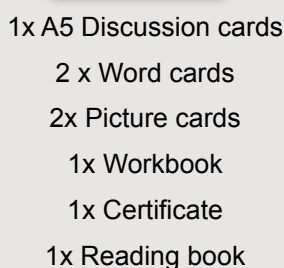 1x A5 Discussion cards
2 x Word cards
2x Picture cards
1x Workbook
1x Certificate
1x Reading book